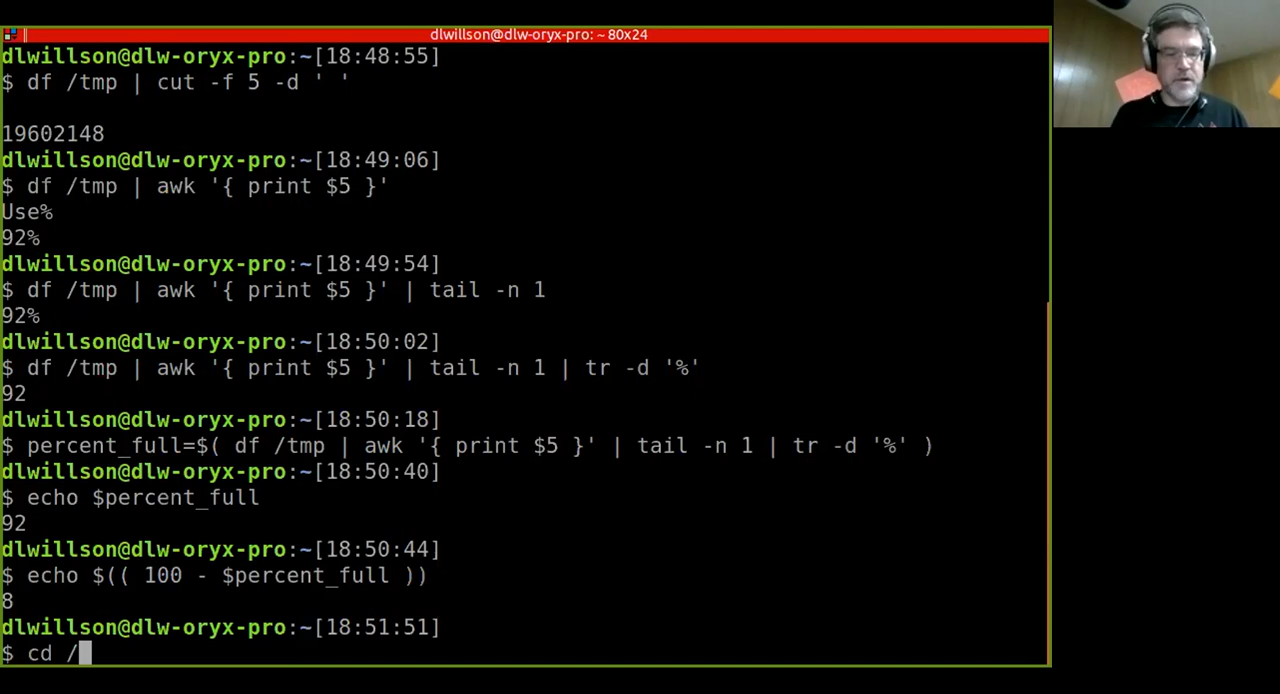 dlwillson@dlw-oryx-pro: ~ 80x24
dlwillson@dlw-oryx-pro:~[18:48:55]
$ df /tmp | cut -f 5 -d ' '
19602148
dlwillson@dlw-oryx-pro:~[18:49:06]
$ df /tmp | awk '{ print $5 }'
Use%
92%
dlwillson@dlw-oryx-pro:~[18:49:54]
$ df /tmp | awk '{ print $5 }' | tail -n 1
92%
dlwillson@dlw-oryx-pro:~[18:50:02]
$ df /tmp | awk '{ print $5 }' | tail -n 1 | tr -d '%'
92
dlwillson@dlw-oryx-pro:~[18:50:18]
$ percent_full=$( df /tmp | awk '{ print $5 }' | tail -n 1 | tr -d '%' )
dlwillson@dlw-oryx-pro:~[18:50:40]
$ echo $percent_full
92
dlwillson@dlw-oryx-pro:~[18:50:44]
$ echo $(( 100 - $percent_full ))
8
dlwillson@dlw-oryx-pro:~[18:51:51]
$ cd /